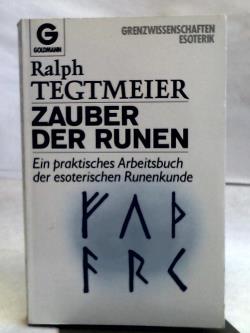 G
GOLDMANN
GRENZWISSENSCHAFTEN
ESOTERIK
Ralph
TEGTMEIER
ZAUBER
DER RUNEN
Ein praktisches Arbeitsbuch
der esoterischen Runenkunde
ᚠ ᚢ ᚦ
ᚨ ᚱ ᚲ